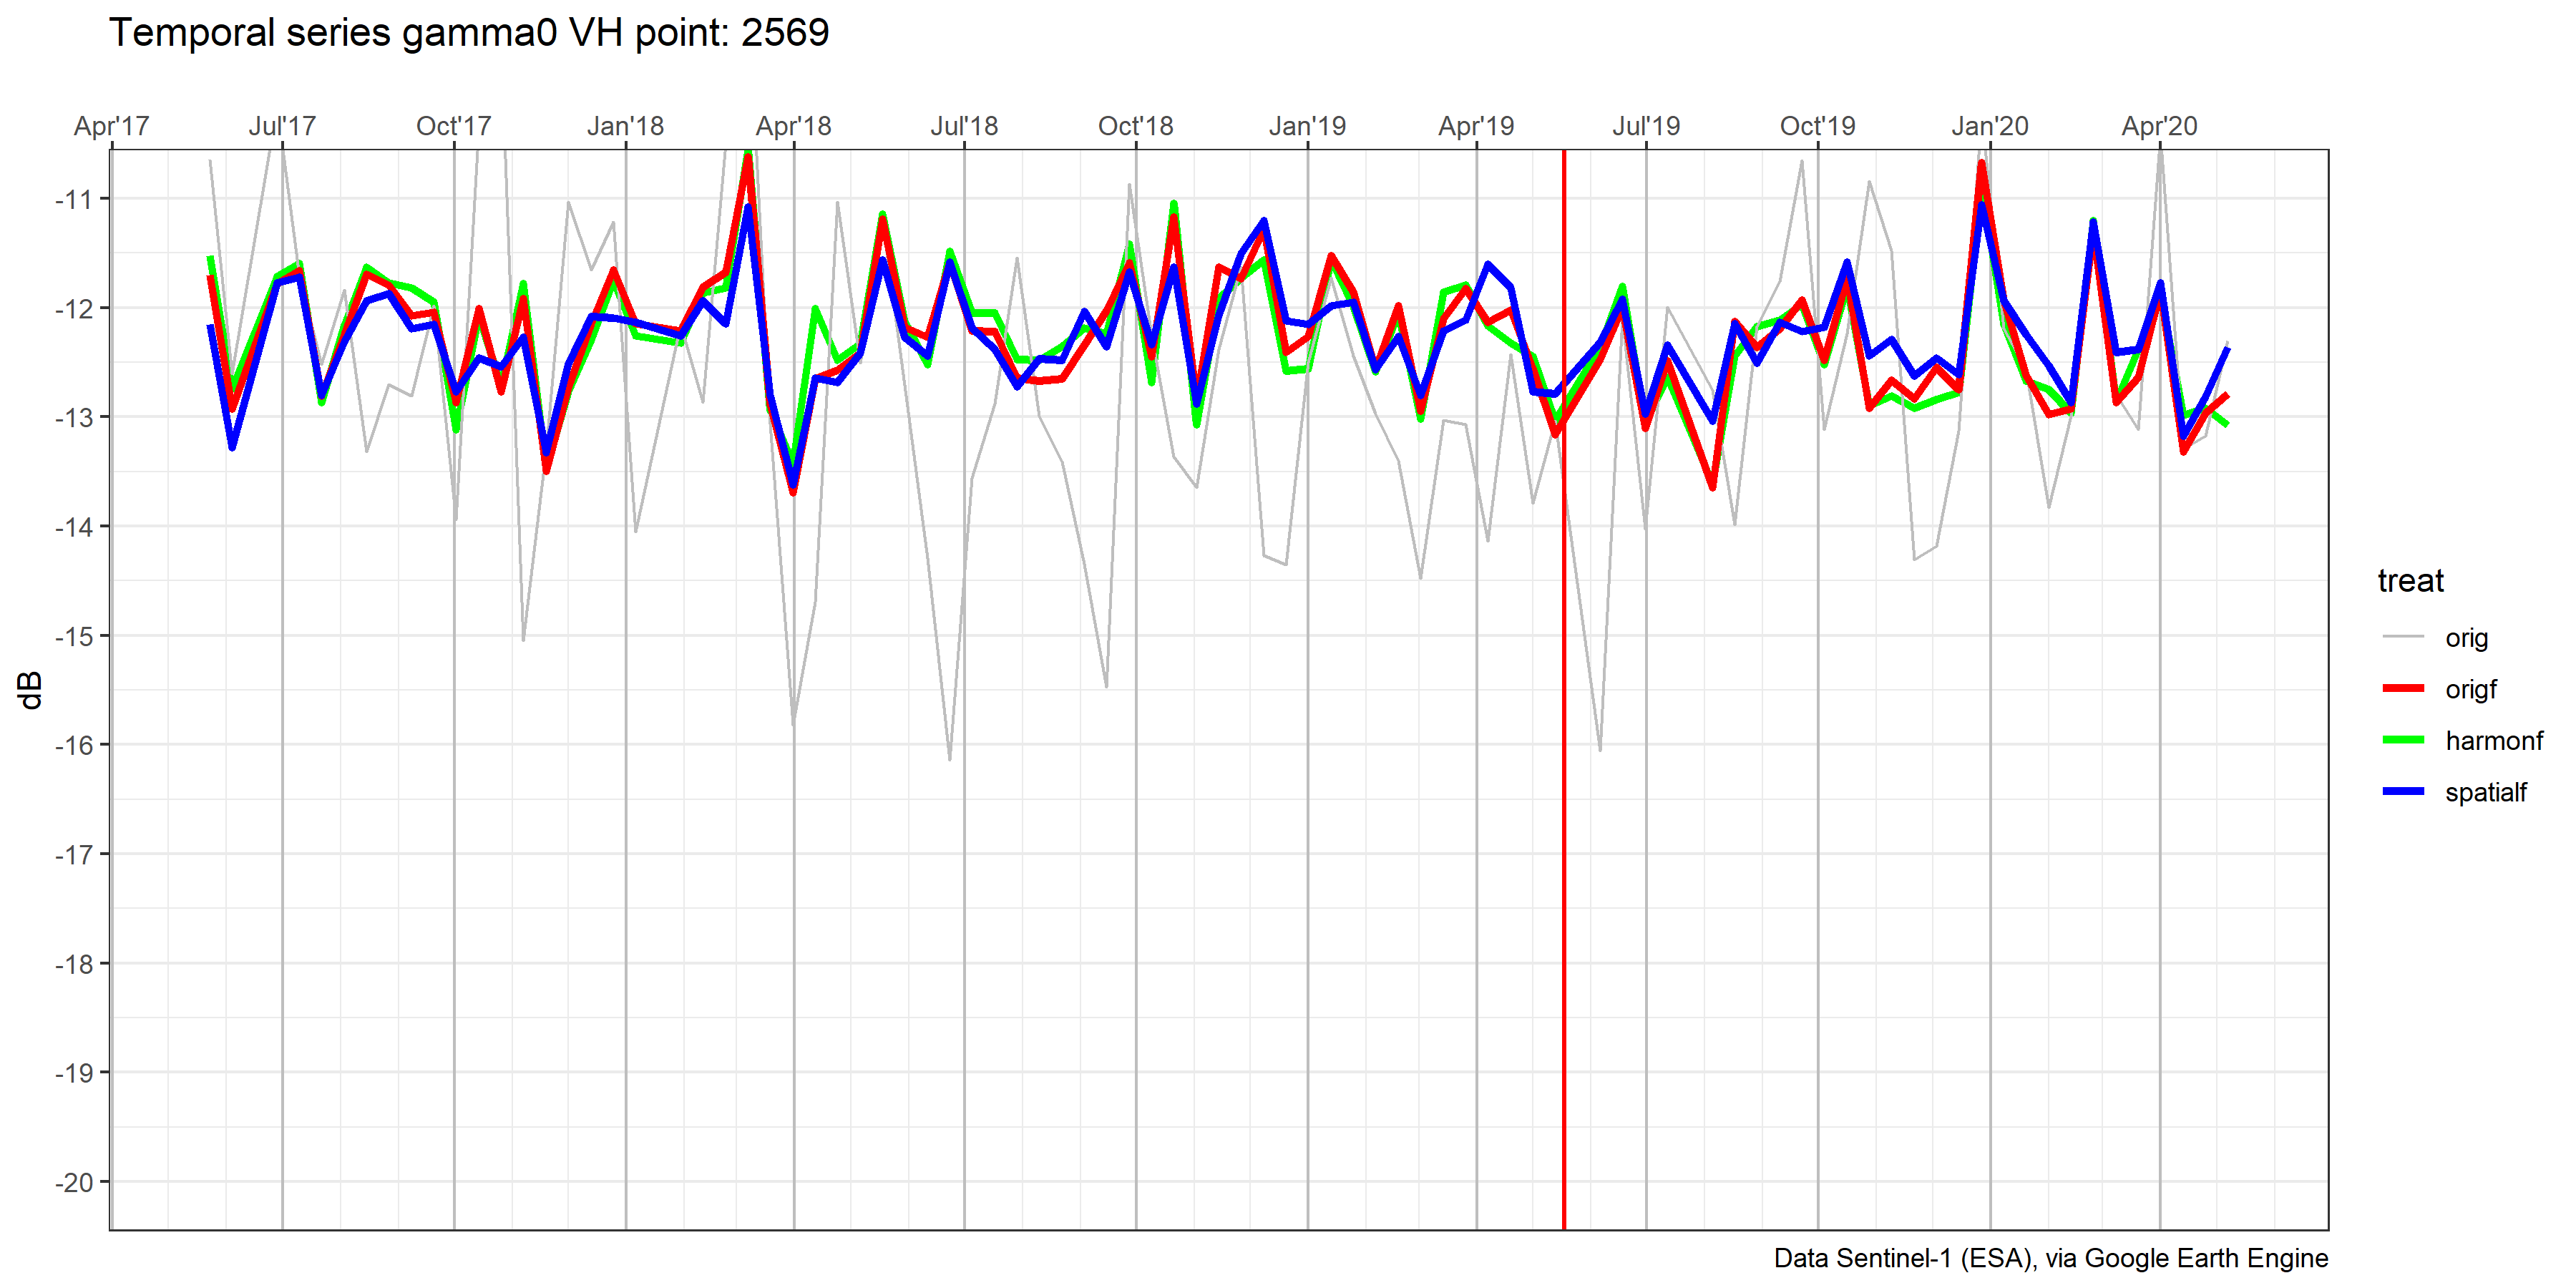 Temporal series gamma0 VH point: 2569
Apr'17 Jul'17 Oct'17 Jan'18 Apr'18 Jul'18 Oct'18 Jan'19 Apr'19 Jul'19 Oct'19 Jan'20 Apr'20
-11
-12
-13
-14
-15
-16
-17
-18
-19
-20
dB
treat
orig
origf
harmonf
spatialf
Data Sentinel-1 (ESA), via Google Earth Engine